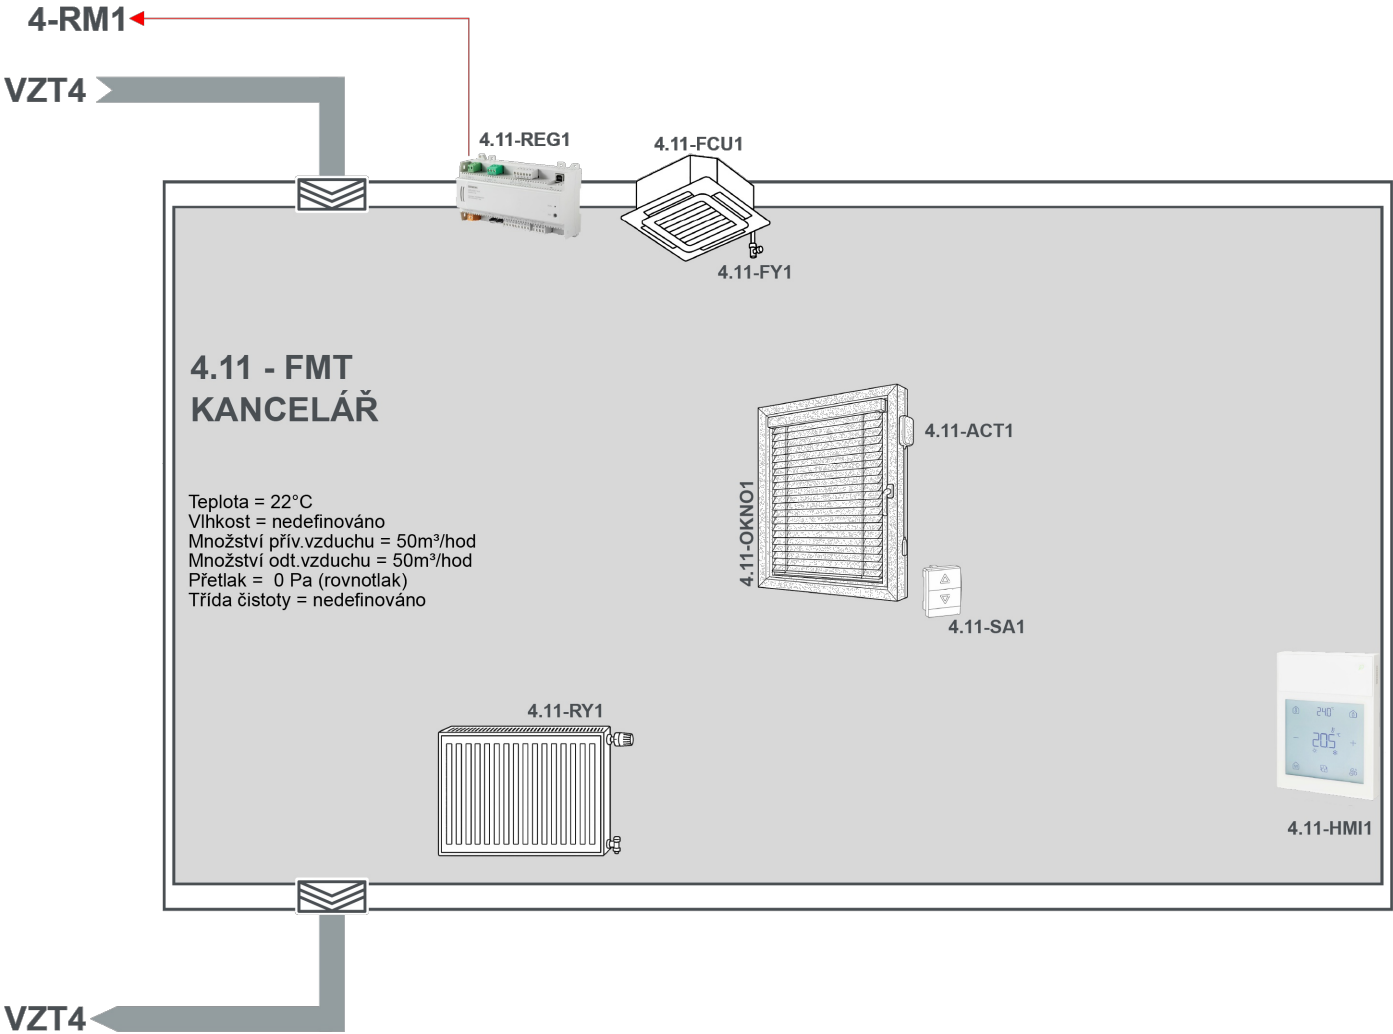 4-RM1
VZT4
4.11-REG1
4.11-FCU1
4.11-FY1
4.11 - FMT
KANCELÁŘ
4.11-ACT1
4.11-OKNO1
Teplota = 22°C
Vlhkost = nedefinováno
Množství přív.vzduchu = 50m³/hod
Množství odt.vzduchu = 50m³/hod
Přetlak =  0 Pa (rovnotlak)
Třída čistoty = nedefinováno
4.11-SA1
4.11-RY1
240°
205
4.11-HMI1
VZT4